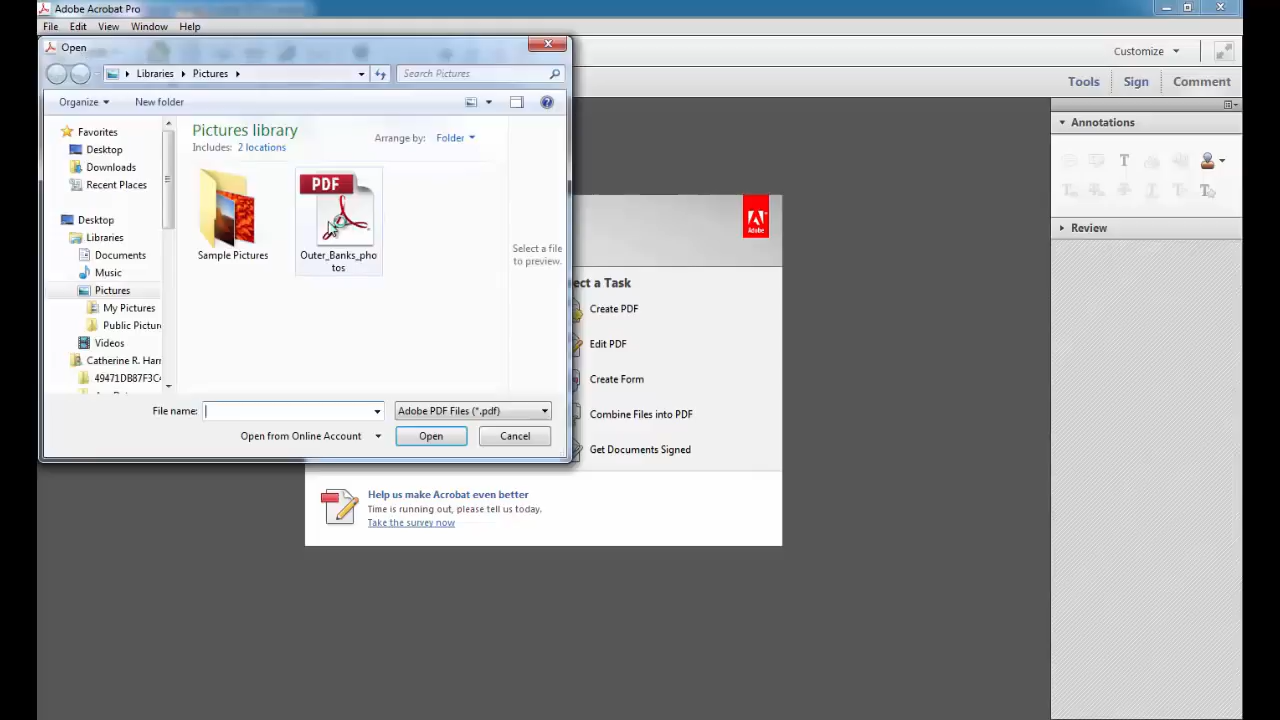 Adobe Acrobat Pro
File Edit View Window Help
Open
Libraries Pictures
Search Pictures
Customize
Organize New folder
Tools Sign Comment
Annotations
Review
Favorites
Desktop
Downloads
Recent Places
Desktop
Libraries
Documents
Music
Pictures
My Pictures
Public Pictur
Videos
Catherine R. Harr
49471DB87F3C4
Pictures library
Includes: 2 locations
Arrange by: Folder
Sample Pictures
PDF
Outer_Banks_pho
tos
Select a file
to preview.
File name:
Adobe PDF Files (*.pdf)
Open from Online Account
Open
Cancel
Adobe
ect a Task
Create PDF
Edit PDF
Create Form
Combine Files into PDF
Get Documents Signed
Help us make Acrobat even better
Time is running out, please tell us today.
Take the survey now